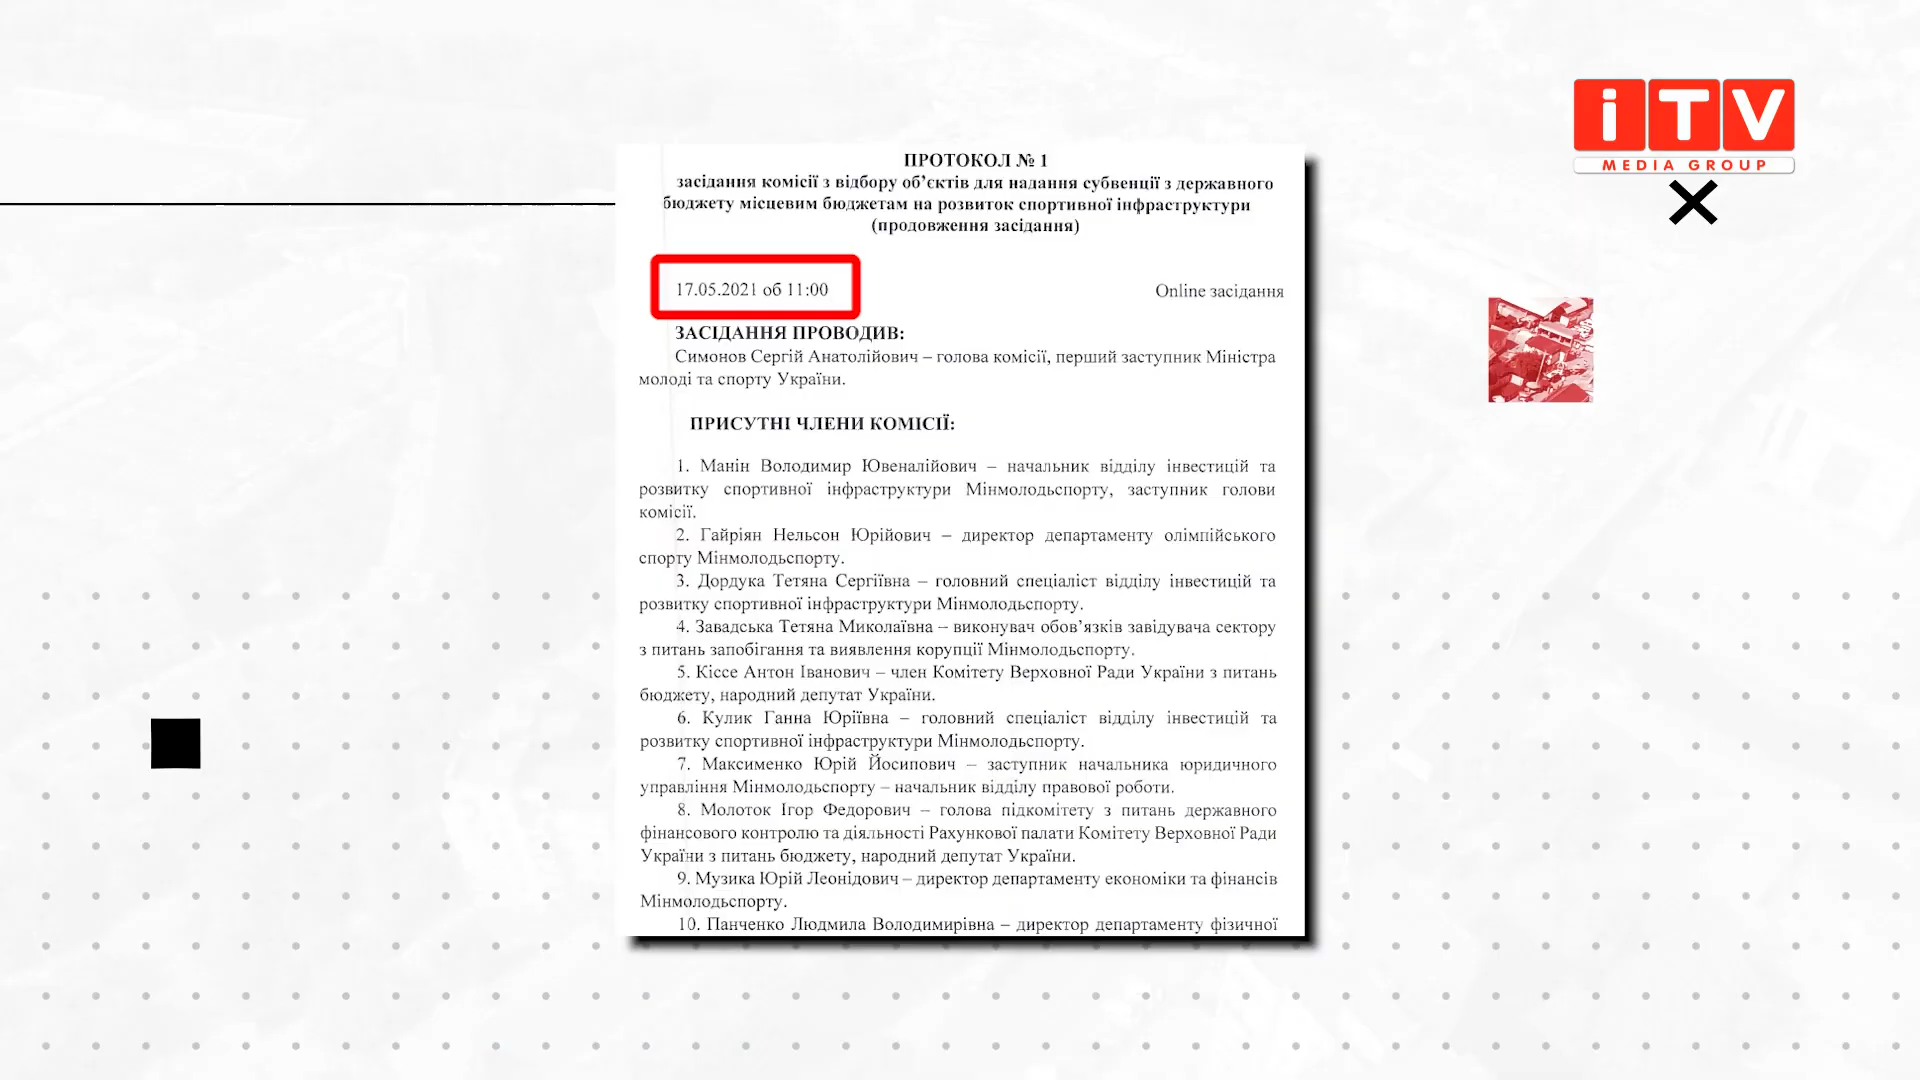 iTV
MEDIA GROUP
ПРОТОКОЛ № 1
засідання комісії з відбору об’єктів для надання субвенції з державного
бюджету місцевим бюджетам на розвиток спортивної інфраструктури
(продовження засідання)
17.05.2021 об 11:00
Online засідання
ЗАСІДАННЯ ПРОВОДИВ:
Симонов Сергій Анатолійович – голова комісії, перший заступник Міністра
молоді та спорту України.
ПРИСУТНІ ЧЛЕНИ КОМІСІЇ:
1. Манін Володимир Ювеналійович – начальник відділу інвестицій та
розвитку спортивної інфраструктури Мінмолодьспорту, заступник голови
комісії.
2. Гайріян Нельсон Юрійович – директор департаменту олімпійського
спорту Мінмолодьспорту.
3. Дордука Тетяна Сергіївна – головний спеціаліст відділу інвестицій та
розвитку спортивної інфраструктури Мінмолодьспорту.
4. Завадська Тетяна Миколаївна – виконувач обов’язків завідувача сектору
з питань запобігання та виявлення корупції Мінмолодьспорту.
5. Кіссе Антон Іванович – член Комітету Верховної Ради України з питань
бюджету, народний депутат України.
6. Кулик Ганна Юріївна – головний спеціаліст відділу інвестицій та
розвитку спортивної інфраструктури Мінмолодьспорту.
7. Максименко Юрій Йосипович – заступник начальника юридичного
управління Мінмолодьспорту – начальник відділу правової роботи.
8. Молоток Ігор Федорович – голова підкомітету з питань державного
фінансового контролю та діяльності Рахункової палати Комітету Верховної Ради
України з питань бюджету, народний депутат України.
9. Музика Юрій Леонідович – директор департаменту економіки та фінансів
Мінмолодьспорту.
10. Панченко Людмила Володимирівна – директор департаменту фізичної